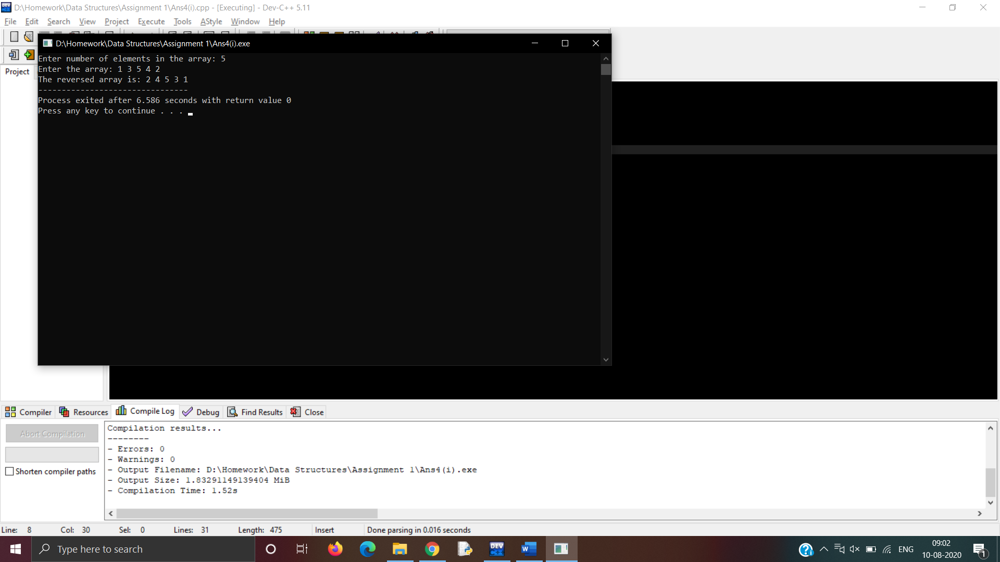 D:\Homework\Data Structures\Assignment 1\Ans4(i).cpp - [Executing] - Dev-C++ 5.11
File Edit Search View Project Execute Tools AStyle Window Help
D:\Homework\Data Structures\Assignment 1\Ans4(i).exe
Project
Enter number of elements in the array: 5
Enter the array: 1 3 5 4 2
The reversed array is: 2 4 5 3 1
--------------------------------
Process exited after 6.586 seconds with return value 0
Press any key to continue . . .
Compiler Resources Compile Log Debug Find Results Close
Abort Compilation
Shorten compiler paths
Compilation results...
--------
- Errors: 0
- Warnings: 0
- Output Filename: D:\Homework\Data Structures\Assignment 1\Ans4(i).exe
- Output Size: 1.83291149139404 MiB
- Compilation Time: 1.52s
Line: 8 Col: 30 Sel: 0 Lines: 31 Length: 475 Insert Done parsing in 0.016 seconds
Type here to search
DEV
W
ENG
09:02
10-08-2020
1